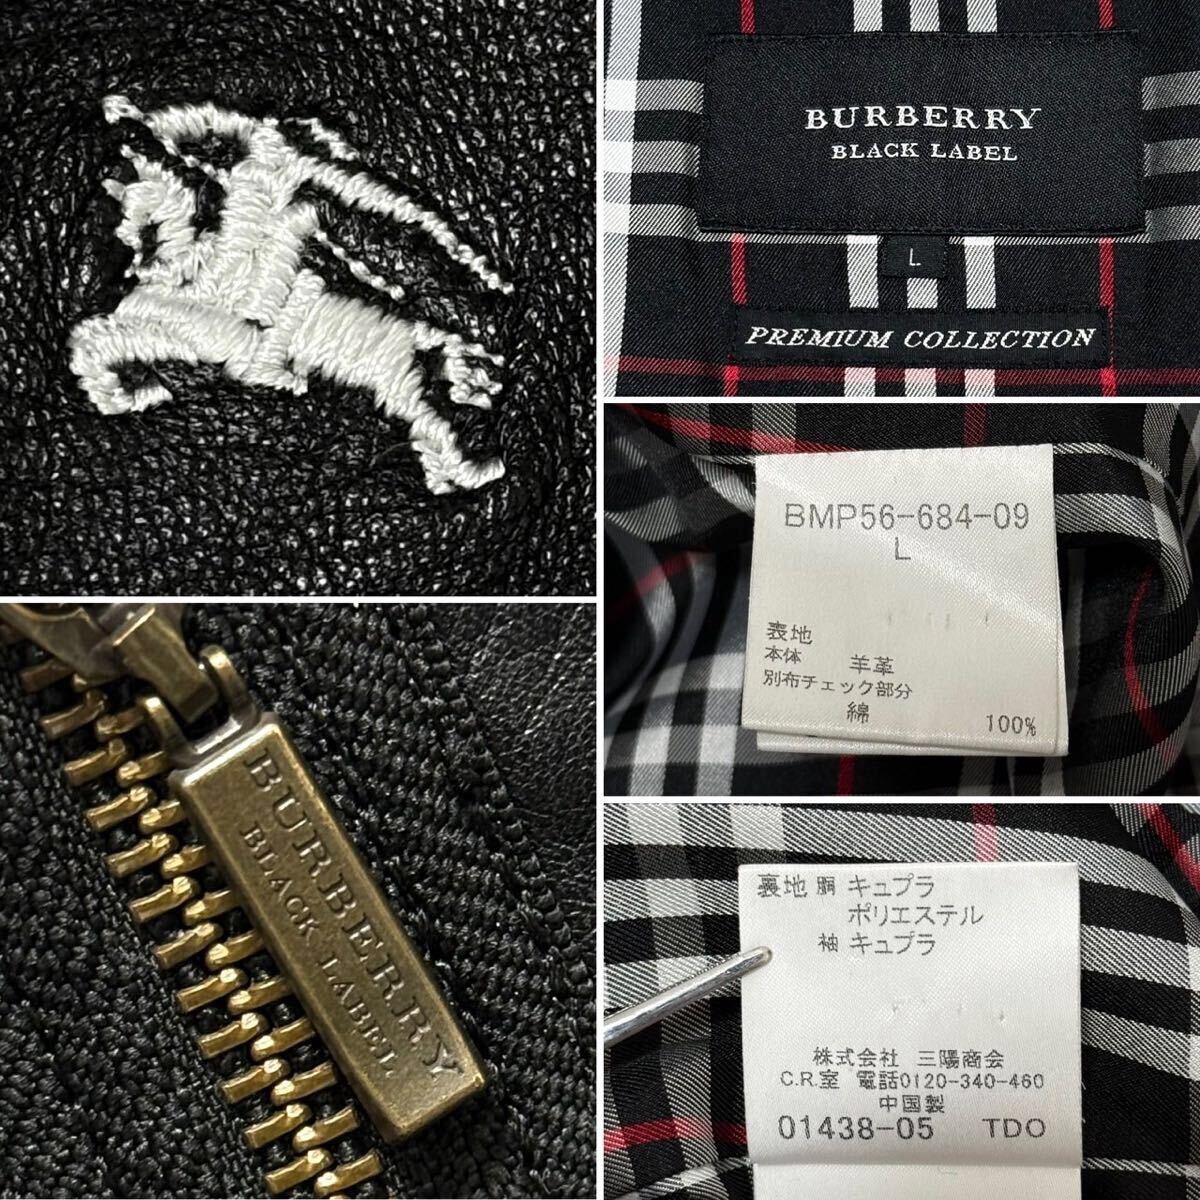 BURBERRY
BLACK LABEL
L
PREMIUM COLLECTION
BMP56-684-09
L
表地
本体 羊革
別布チェック部分
綿 100%
BURBERRY
BLACK LABEL
裏地 胴 キュプラ
ポリエステル
袖 キュプラ
株式会社 三陽商会
C.R.室 電話0120-340-460
中国製
01438-05 TDO